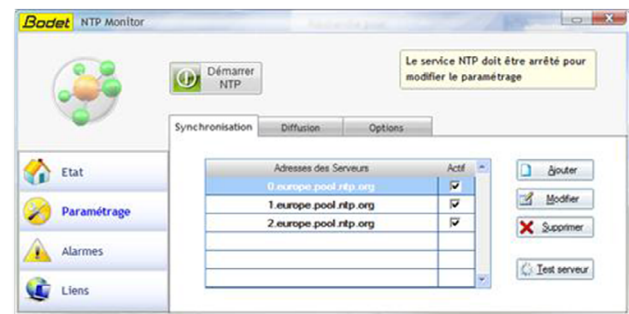 Bodet NTP Monitor
Démarrer
NTP
Le service NTP doit être arrêté pour
modifier le paramétrage
Synchronisation Diffusion Options
Etat
Paramétrage
Alarmes
Liens
Adresses des Serveurs Actif
0.europe.pool.ntp.org
1.europe.pool.ntp.org
2.europe.pool.ntp.org
Ajouter
Modifier
Supprimer
Test serveur